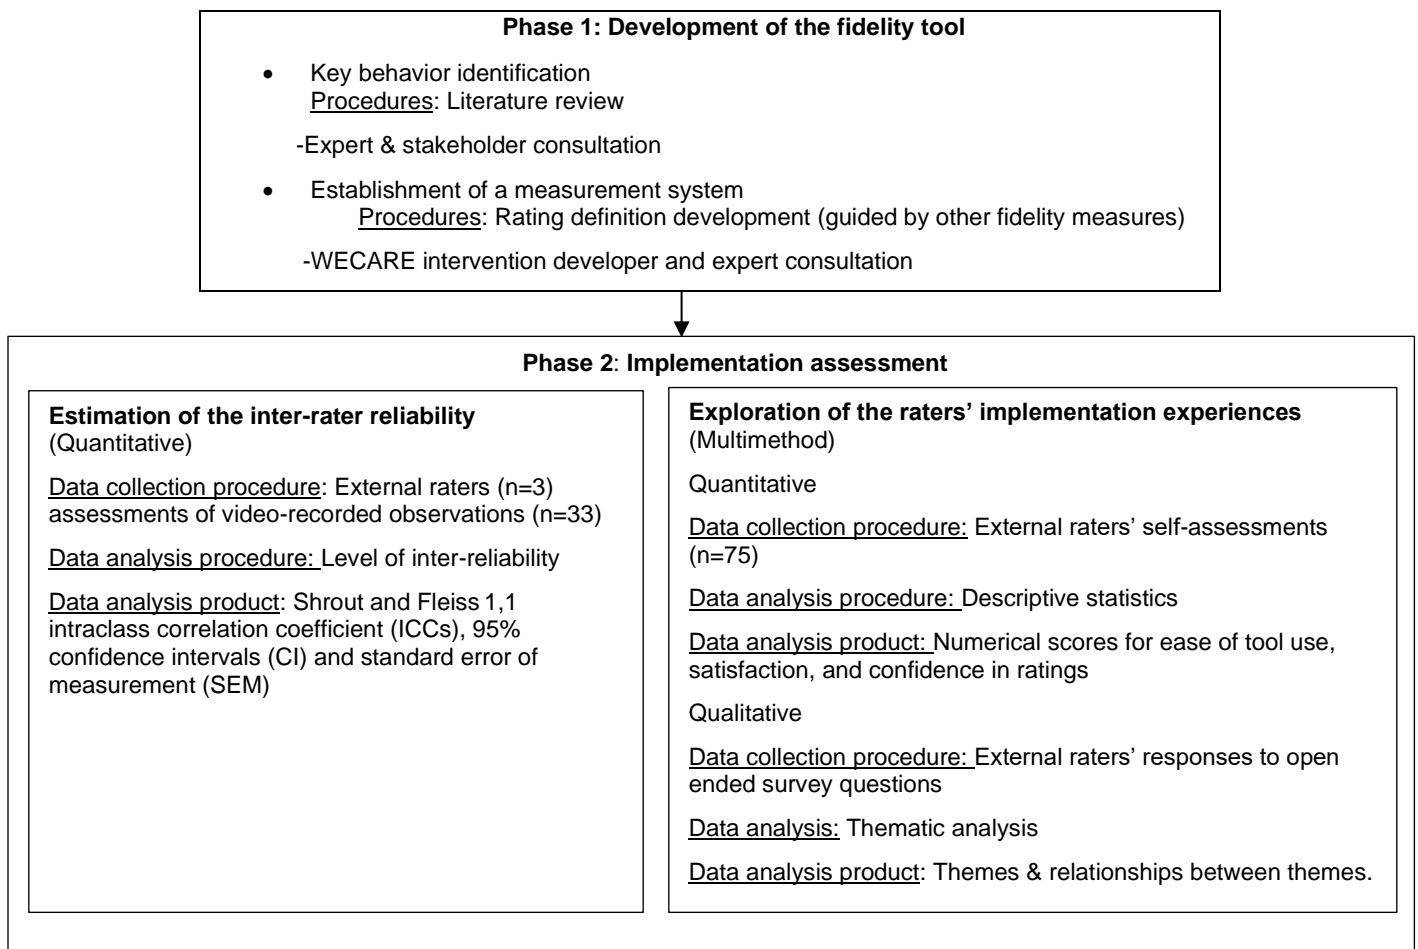 Phase 1: Development of the fidelity tool
• Key behavior identification
Procedures: Literature review
-Expert & stakeholder consultation
• Establishment of a measurement system
Procedures: Rating definition development (guided by other fidelity measures)
-WECARE intervention developer and expert consultation
Phase 2: Implementation assessment
Estimation of the inter-rater reliability
(Quantitative)
Data collection procedure: External raters (n=3)
assessments of video-recorded observations (n=33)
Data analysis procedure: Level of inter-reliability
Data analysis product: Shrout and Fleiss 1,1
intraclass correlation coefficient (ICCs), 95%
confidence intervals (CI) and standard error of
measurement (SEM)
Exploration of the raters’ implementation experiences
(Multimethod)
Quantitative
Data collection procedure: External raters’ self-assessments
(n=75)
Data analysis procedure: Descriptive statistics
Data analysis product: Numerical scores for ease of tool use,
satisfaction, and confidence in ratings
Qualitative
Data collection procedure: External raters’ responses to open
ended survey questions
Data analysis: Thematic analysis
Data analysis product: Themes & relationships between themes.